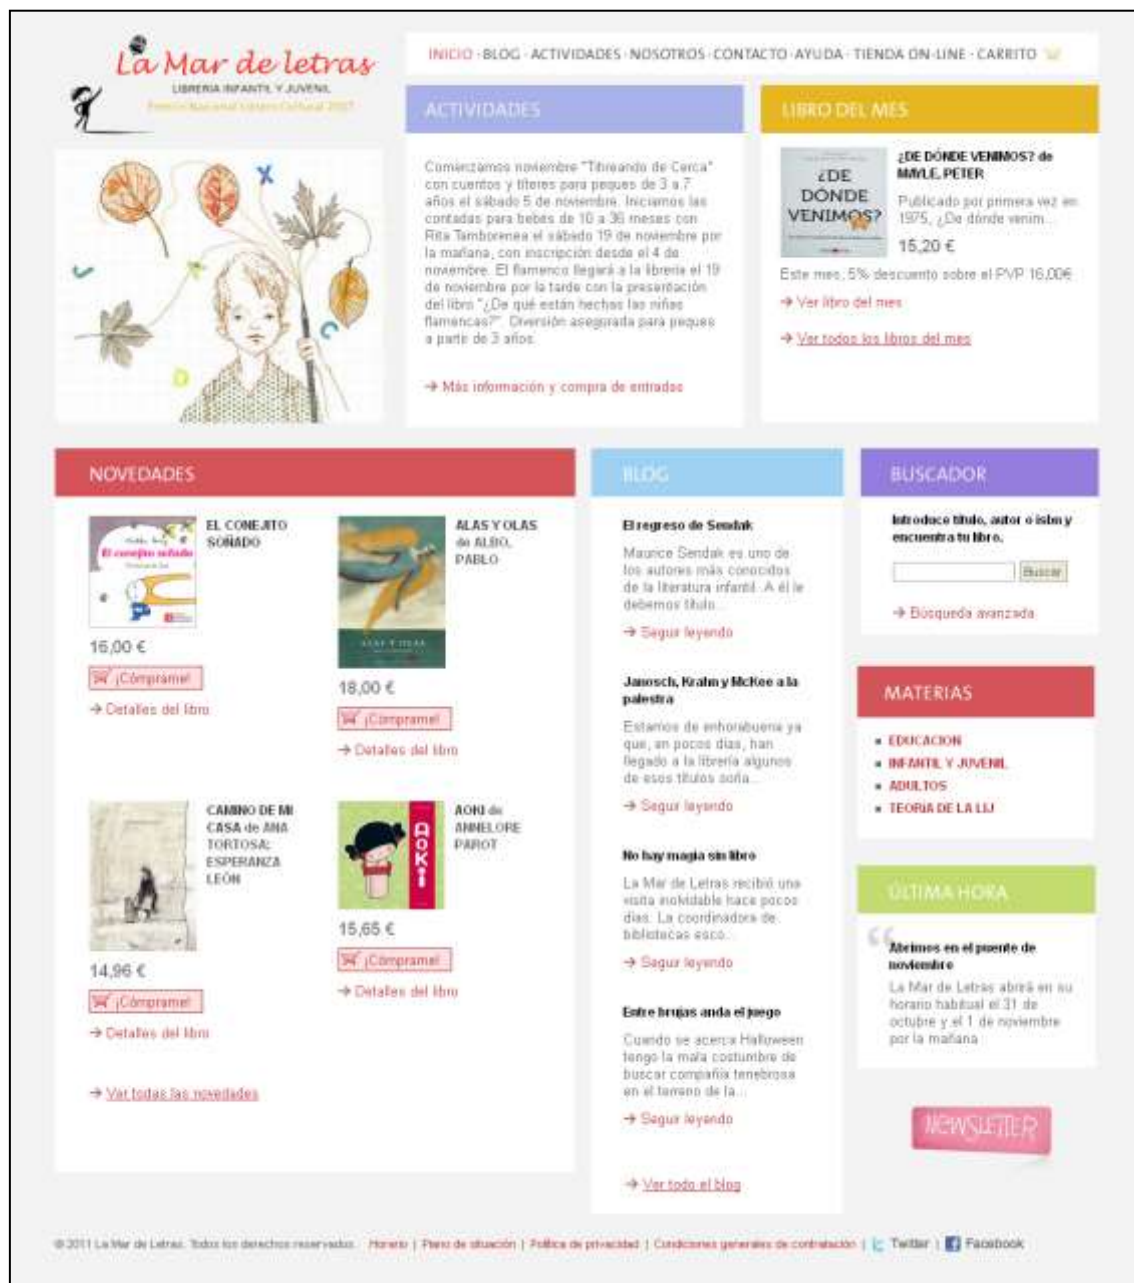 La Mar de letras
LIBRERIA INFANTIL Y JUVENIL
INICIO · BLOG · ACTIVIDADES · NOSOTROS · CONTACTO · AYUDA · TIENDA ON-LINE · CARRITO
ACTIVIDADES
Comenzamos noviembre "Titireando de Cerca"
con cuentos y títeres para peques de 3 a 7
años el sábado 5 de noviembre. Iniciamos las
contadas para bebés de 10 a 36 meses con
Rita Tamborenea el sábado 19 de noviembre por
la mañana, con inscripción desde el 4 de
noviembre. El flamenco llegará a la librería el 19
de noviembre por la tarde con la presentación
del libro "¿De qué están hechas las niñas
flamencas?". Diversión asegurada para peques
a partir de 3 años.
→ Más información y compra de entradas
LIBRO DEL MES
¿DE
DÓNDE
VENIMOS?
¿DE DÓNDE VENIMOS? de
MAYLE, PETER
Publicado por primera vez en
1975, ¿De dónde venim...
15,20 €
Este mes, 5% descuento sobre el PVP 16,00€
→ Ver libro del mes
→ Ver todos los libros del mes
NOVEDADES
El conejito soñado
EL CONEJITO
SOÑADO
16,00 €
¡Cómprame!
→ Detalles del libro
ALAS Y OLAS
ALAS Y OLAS
de ALBO,
PABLO
18,00 €
¡Cómprame!
→ Detalles del libro
CAMINO DE MI
CASA de ANA
TORTOSA;
ESPERANZA
LEÓN
14,96 €
¡Cómprame!
→ Detalles del libro
AOKI
AOKI de
ANNELORE
PAROT
15,65 €
¡Cómprame!
→ Detalles del libro
→ Ver todas las novedades
BLOG
El regreso de Sendak
Maurice Sendak es uno de
los autores más conocidos
de la literatura infantil. A él le
debemos título...
→ Seguir leyendo
Janosch, Krahn y McKee a la
palestra
Estamos de enhorabuena ya
que, en pocos días, han
llegado a la librería algunos
de esos títulos soña...
→ Seguir leyendo
No hay magia sin libro
La Mar de Letras recibió una
visita inolvidable hace pocos
días. La coordinadora de
bibliotecas esco...
→ Seguir leyendo
Entre brujas anda el juego
Cuando se acerca Halloween
tengo la mala costumbre de
buscar compañía tenebrosa
en el terreno de la...
→ Seguir leyendo
→ Ver todo el blog
BUSCADOR
Introduce título, autor o isbn y
encuentra tu libro.
Buscar
→ Búsqueda avanzada
MATERIAS
EDUCACION
INFANTIL Y JUVENIL
ADULTOS
TEORIA DE LA LIJ
ÚLTIMA HORA
“
Abrimos en el puente de
noviembre
La Mar de Letras abrirá en su
horario habitual el 31 de
octubre y el 1 de noviembre
por la mañana
NEWSLETTER
© 2011 La Mar de Letras. Todos los derechos reservados. Horario | Plano de situación | Política de privacidad | Condiciones generales de contratación | Twitter | Facebook